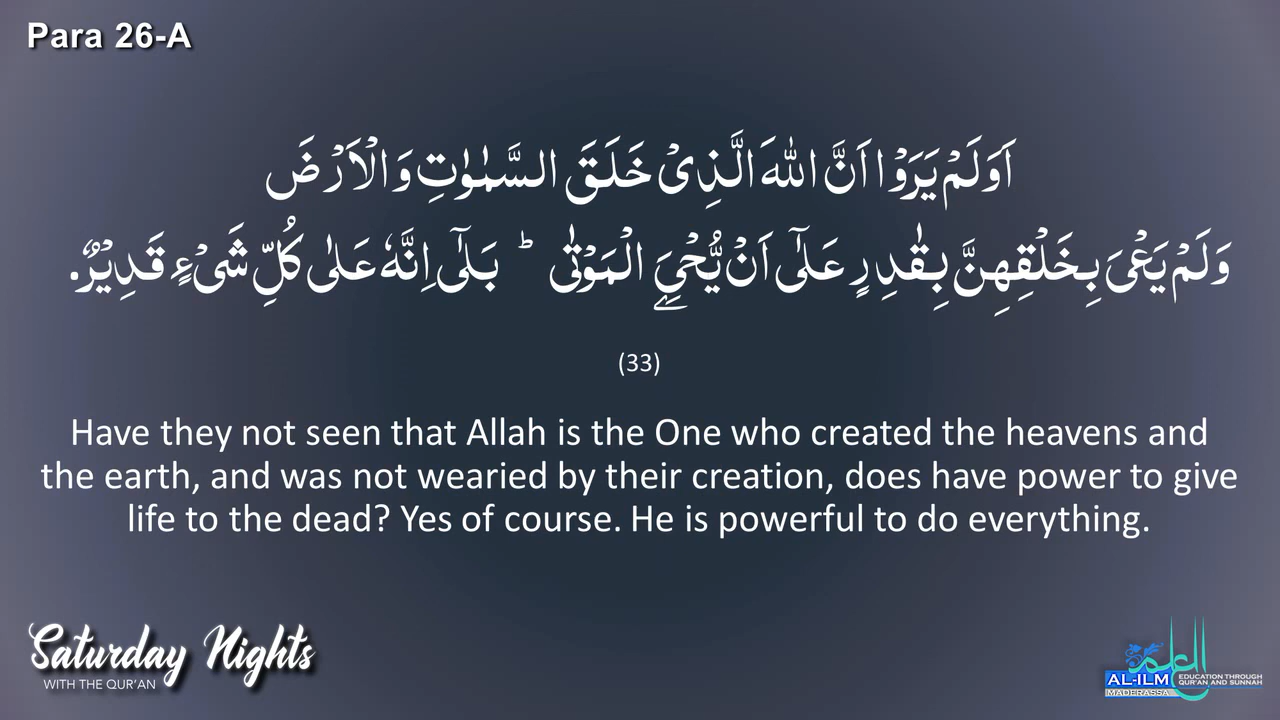 Para 26-A
اَوَلَمْ يَرَوْا اَنَّ اللّٰهَ الَّذِىْ خَلَقَ السَّمٰوٰتِ وَالْاَرْضَ
وَلَمْ يَعْىَ بِخَلْقِهِنَّ بِقٰدِرٍ عَلٰٓى اَنْ يُّحْيِۦَ الْمَوْتٰى ؕ بَلٰٓى اِنَّهٗ عَلٰى كُلِّ شَىْءٍ قَدِيْرٌ.
(33)
Have they not seen that Allah is the One who created the heavens and
the earth, and was not wearied by their creation, does have power to give
life to the dead? Yes of course. He is powerful to do everything.
Saturday Nights
WITH THE QUR'AN
العلم
AL-ILM
MADERASSA
EDUCATION THROUGH
QUR'AN AND SUNNAH